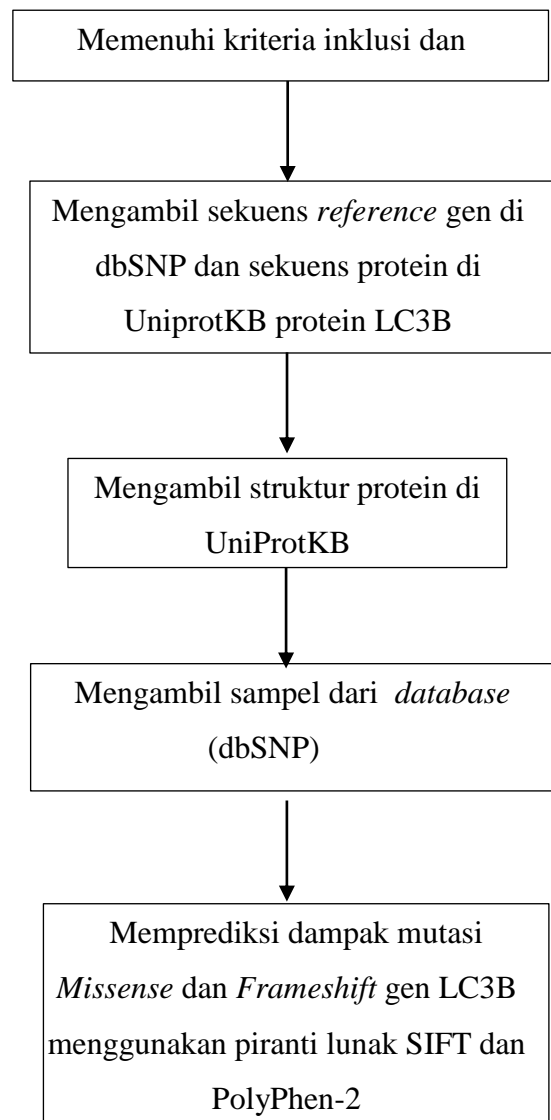 Memenuhi kriteria inklusi dan
Mengambil sekuens reference gen di
dbSNP dan sekuens protein di
UniprotKB protein LC3B
Mengambil struktur protein di
UniProtKB
Mengambil sampel dari database
(dbSNP)
Memprediksi dampak mutasi
Missense dan Frameshift gen LC3B
menggunakan piranti lunak SIFT dan
PolyPhen-2